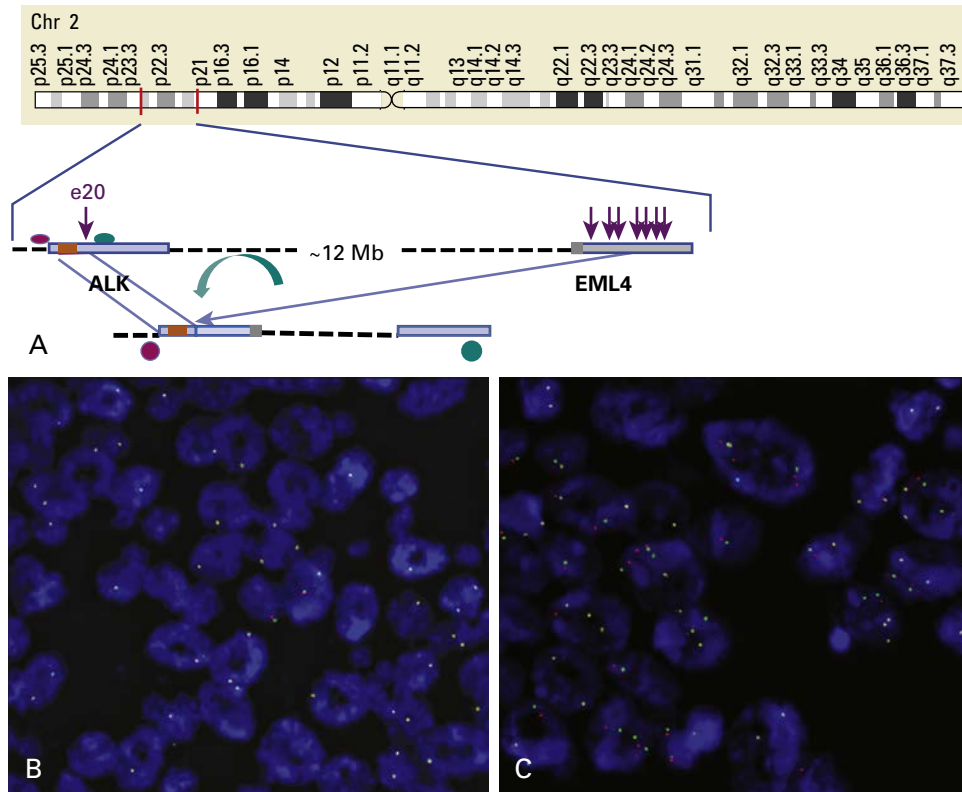 Chr 2
p25.3 p25.1 p24.3 p24.1 p23.3 p22.3 p21 p16.3 p16.1 p14 p12 p11.2 q11.1 q11.2 q13 q14.1 q14.2 q14.3 q22.1 q22.3 q23.3 q24.1 q24.2 q24.3 q31.1 q32.1 q32.3 q33.1 q33.3 q34 q35 q36.1 q36.3 q37.1 q37.3
e20
~12 Mb
ALK
EML4
A
B
C